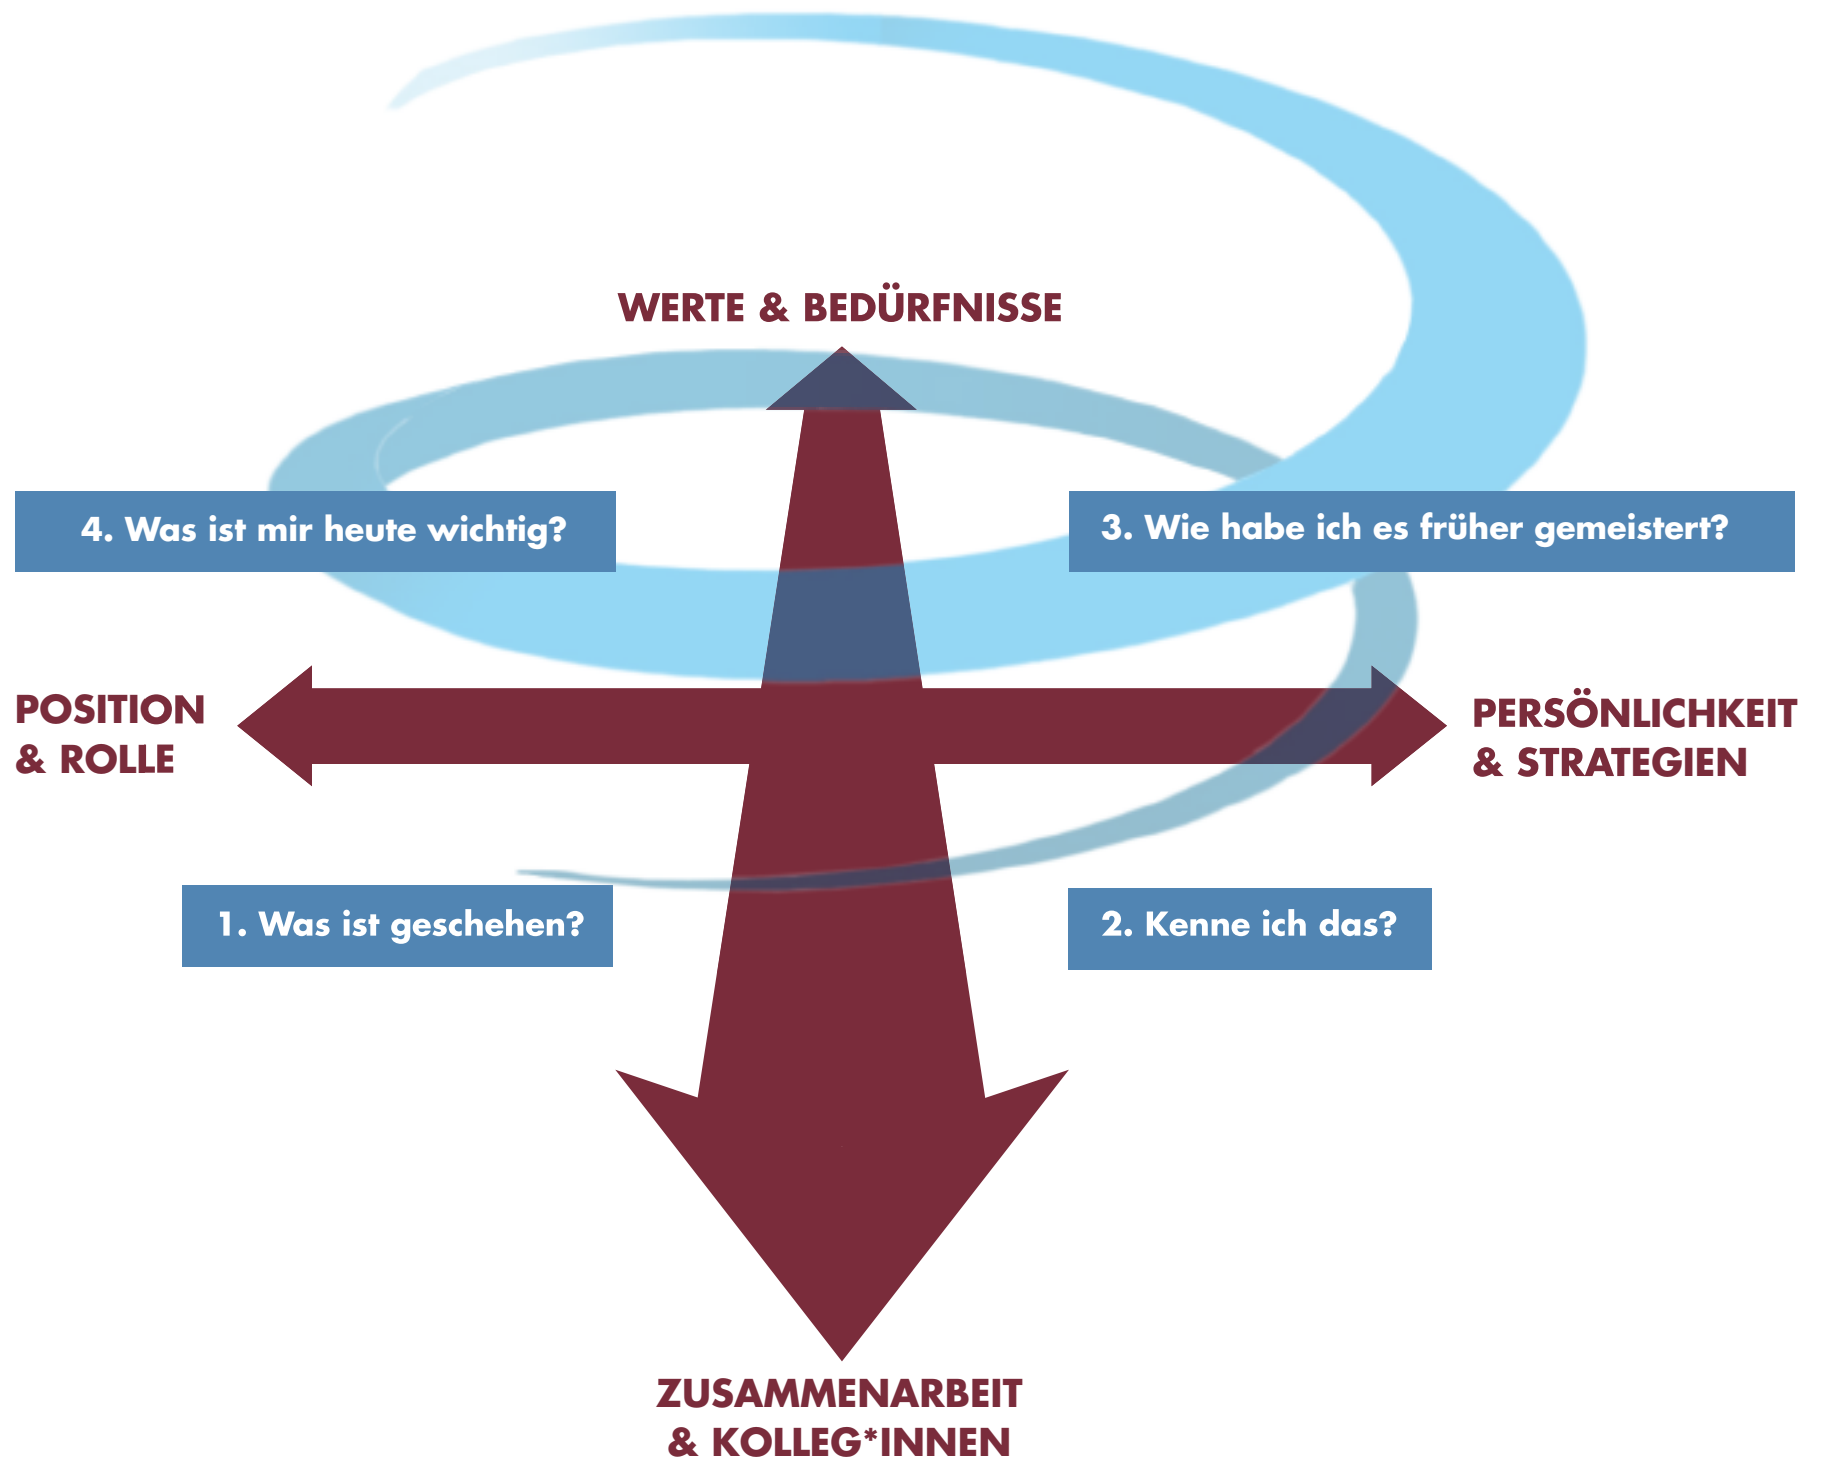 WERTE & BEDÜRFNISSE
4. Was ist mir heute wichtig?
3. Wie habe ich es früher gemeistert?
POSITION
& ROLLE
PERSÖNLICHKEIT
& STRATEGIEN
1. Was ist geschehen?
2. Kenne ich das?
ZUSAMMENARBEIT
& KOLLEG*INNEN